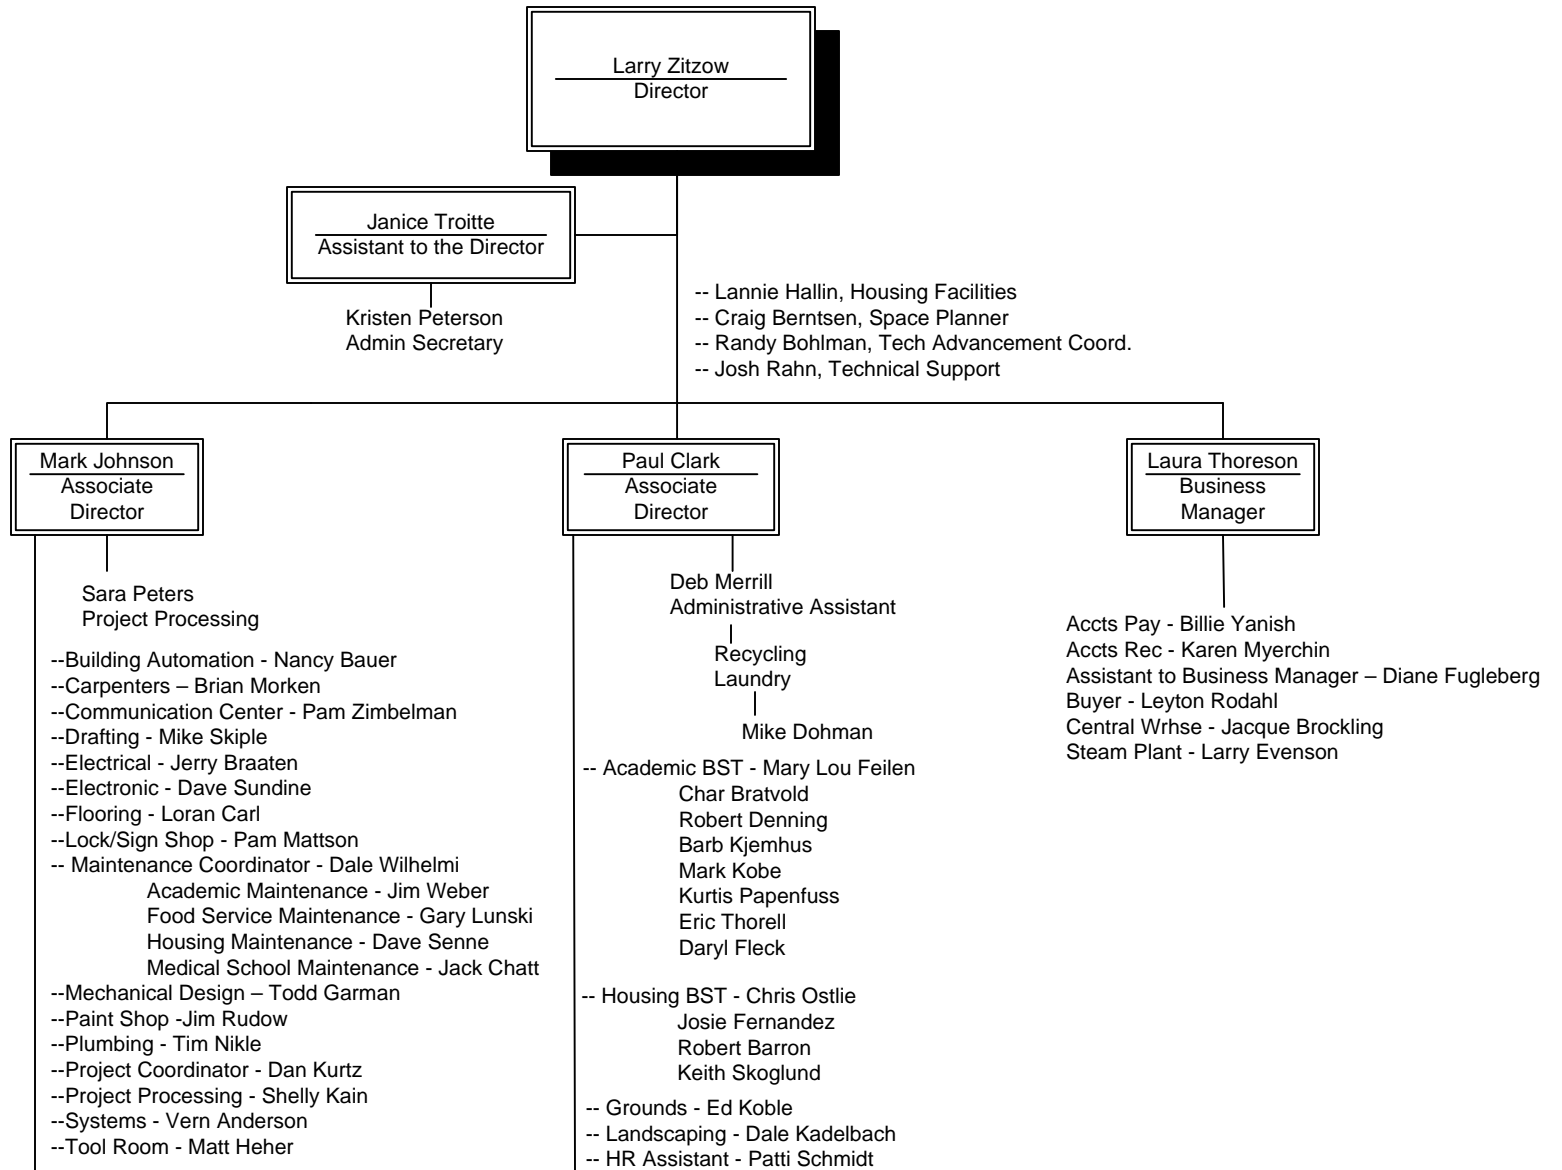 Larry Zitzow
Director
Janice Troitte
Assistant to the Director
Kristen Peterson
Admin Secretary
-- Lannie Hallin, Housing Facilities
-- Craig Berntsen, Space Planner
-- Randy Bohlman, Tech Advancement Coord.
-- Josh Rahn, Technical Support
Mark Johnson
Associate
Director
Sara Peters
Project Processing
--Building Automation - Nancy Bauer
--Carpenters – Brian Morken
--Communication Center - Pam Zimbelman
--Drafting - Mike Skiple
--Electrical - Jerry Braaten
--Electronic - Dave Sundine
--Flooring - Loran Carl
--Lock/Sign Shop - Pam Mattson
-- Maintenance Coordinator - Dale Wilhelmi
Academic Maintenance - Jim Weber
Food Service Maintenance - Gary Lunski
Housing Maintenance - Dave Senne
Medical School Maintenance - Jack Chatt
--Mechanical Design – Todd Garman
--Paint Shop -Jim Rudow
--Plumbing - Tim Nikle
--Project Coordinator - Dan Kurtz
--Project Processing - Shelly Kain
--Systems - Vern Anderson
--Tool Room - Matt Heher
Paul Clark
Associate
Director
Deb Merrill
Administrative Assistant
Recycling
Laundry
Mike Dohman
-- Academic BST - Mary Lou Feilen
Char Bratvold
Robert Denning
Barb Kjemhus
Mark Kobe
Kurtis Papenfuss
Eric Thorell
Daryl Fleck
-- Housing BST - Chris Ostlie
Josie Fernandez
Robert Barron
Keith Skoglund
-- Grounds - Ed Koble
-- Landscaping - Dale Kadelbach
-- HR Assistant - Patti Schmidt
Laura Thoreson
Business
Manager
Accts Pay - Billie Yanish
Accts Rec - Karen Myerchin
Assistant to Business Manager – Diane Fugleberg
Buyer - Leyton Rodahl
Central Wrhse - Jacque Brockling
Steam Plant - Larry Evenson